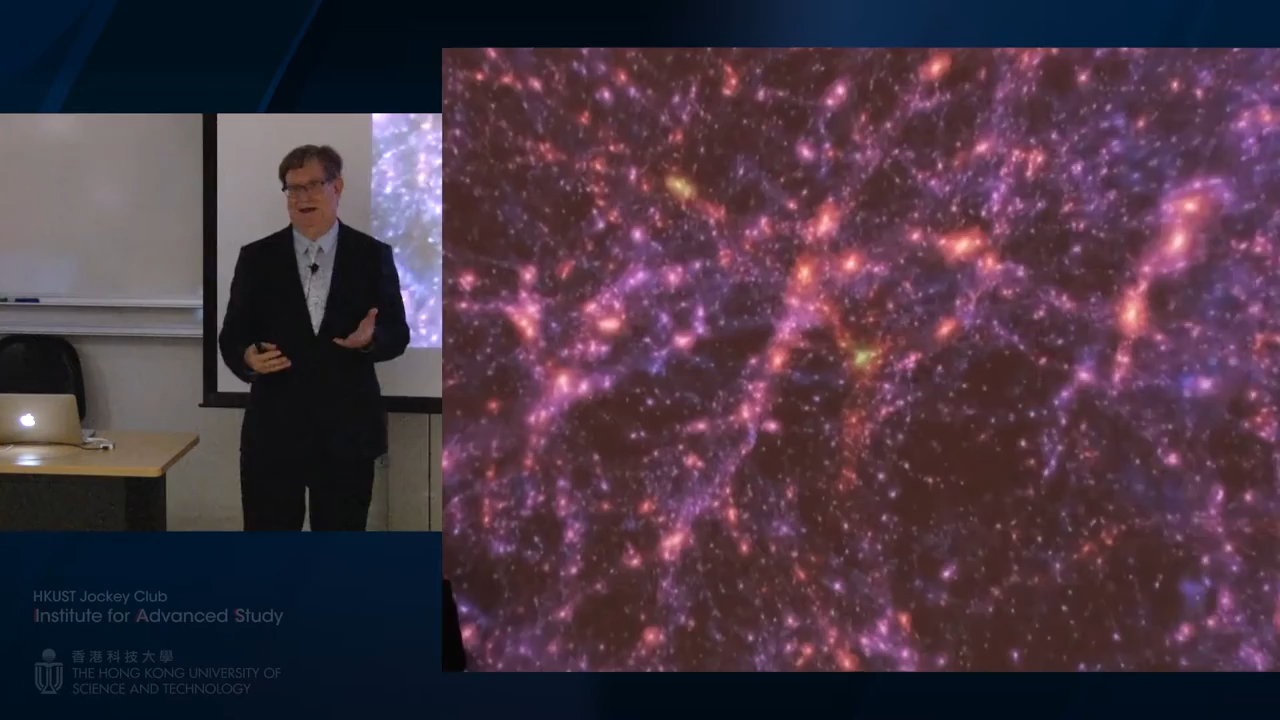 HKUST Jockey Club
Institute for Advanced Study
香港科技大學
THE HONG KONG UNIVERSITY OF
SCIENCE AND TECHNOLOGY